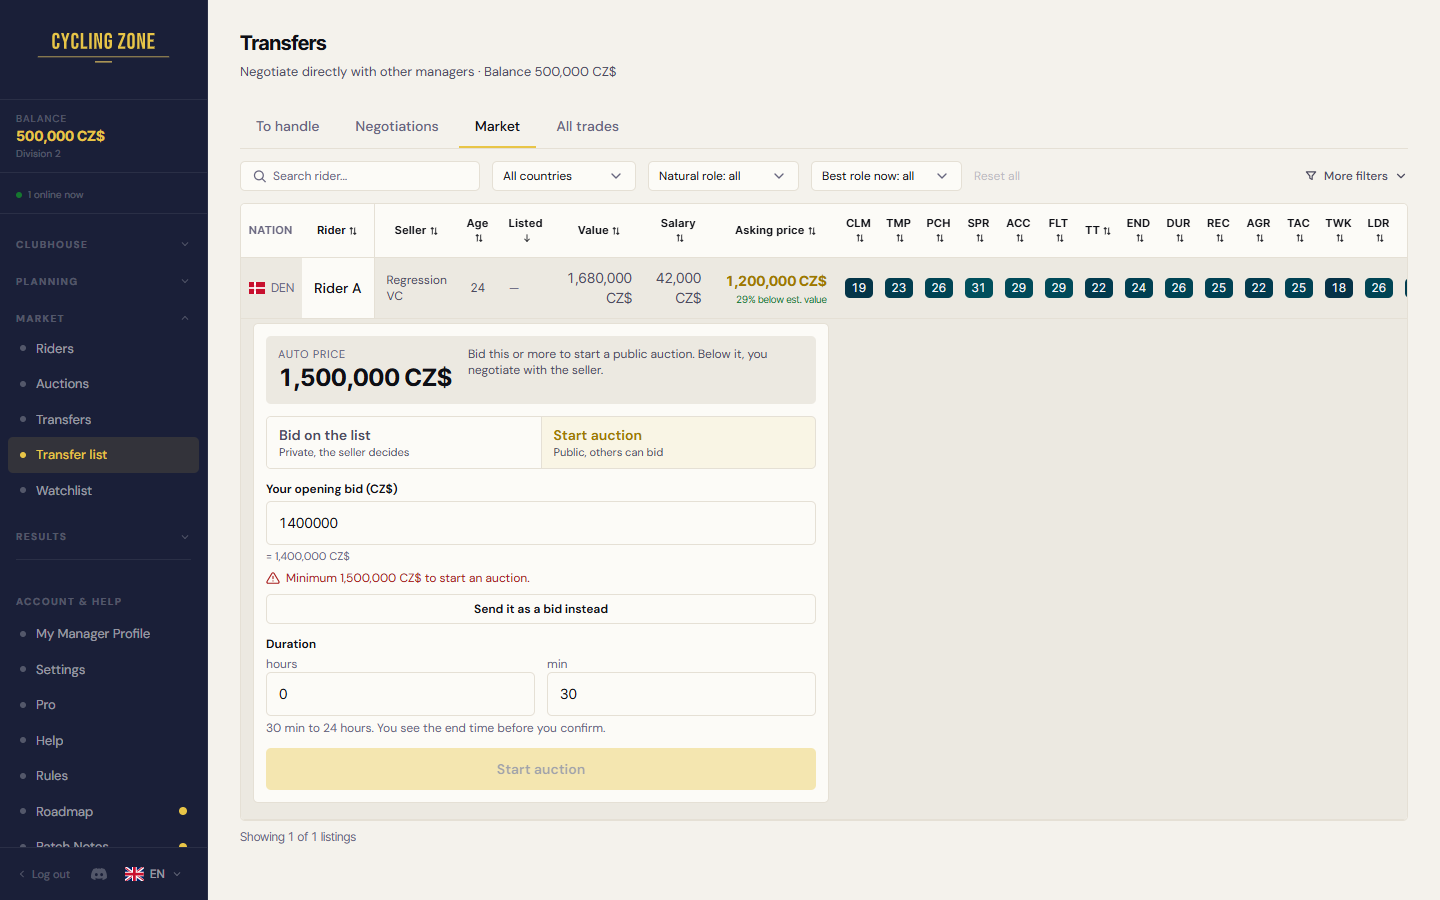 CYCLING ZONE
BALANCE
500,000 CZ$
Division 2
1 online now
CLUBHOUSE
PLANNING
MARKET
Riders
Auctions
Transfers
Transfer list
Watchlist
RESULTS
ACCOUNT & HELP
My Manager Profile
Settings
Pro
Help
Rules
Roadmap
Patch Notes
Log out
EN
Transfers
Negotiate directly with other managers · Balance 500,000 CZ$
To handle Negotiations Market All trades
Search rider... All countries Natural role: all Best role now: all Reset all More filters
NATION Rider ⇅ Seller ⇅ Age ⇅ Listed ↓ Value ⇅ Salary ⇅ Asking price ⇅ CLM ⇅ TMP ⇅ PCH ⇅ SPR ⇅ ACC ⇅ FLT ⇅ TT ⇅ END ⇅ DUR ⇅ REC ⇅ AGR ⇅ TAC ⇅ TWK ⇅ LDR ⇅
DEN Rider A Regression VC 24 — 1,680,000 CZ$ 42,000 CZ$ 1,200,000 CZ$ 19 23 26 31 29 29 22 24 26 25 22 25 18 26
29% below est. value
AUTO PRICE
1,500,000 CZ$
Bid this or more to start a public auction. Below it, you
negotiate with the seller.
Bid on the list
Private, the seller decides
Start auction
Public, others can bid
Your opening bid (CZ$)
1400000
= 1,400,000 CZ$
Minimum 1,500,000 CZ$ to start an auction.
Send it as a bid instead
Duration
hours min
0 30
30 min to 24 hours. You see the end time before you confirm.
Start auction
Showing 1 of 1 listings